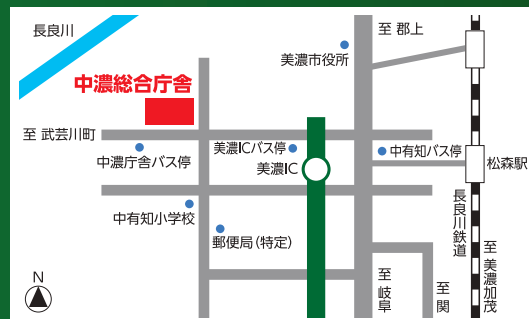 長良川
至 郡上
美濃市役所
中濃総合庁舎
至 武芸川町
美濃ICバス停
中有知バス停
中濃庁舎バス停
美濃IC
松森駅
中有知小学校
長良川鉄道
郵便局(特定)
至 美濃加茂
至 岐阜
至 関
N